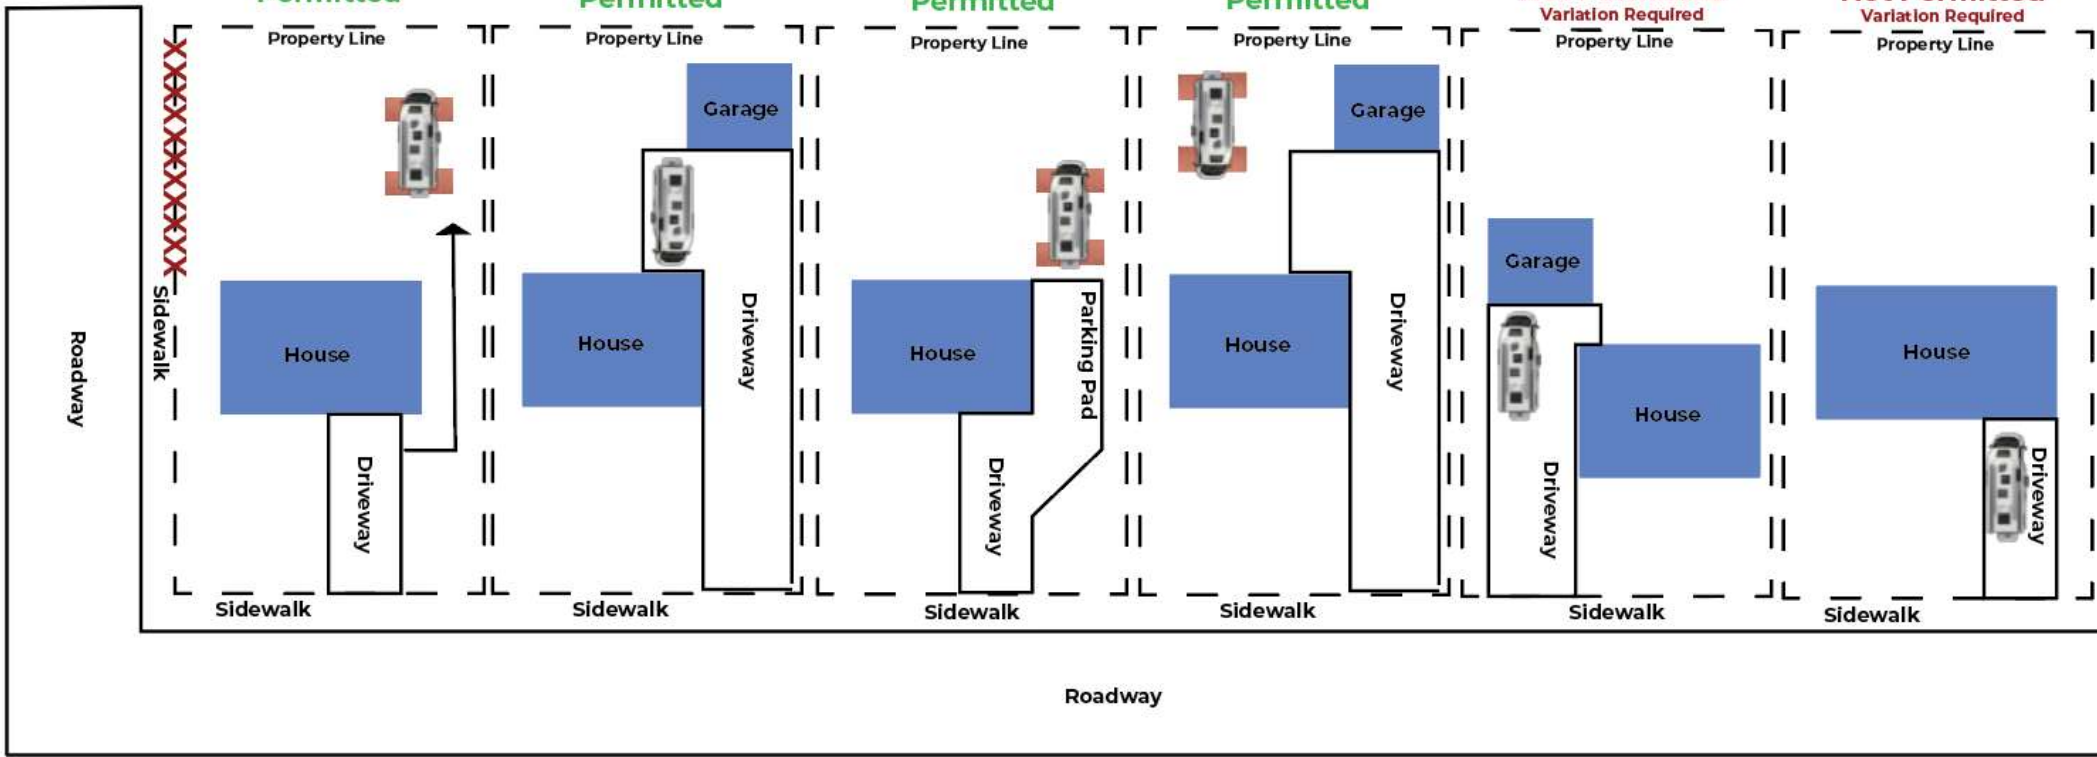 Permitted
Permitted
Permitted
Permitted
Variation Required
Variation Required
Property Line
Property Line
Property Line
Property Line
Property Line
Property Line
XXXXXXXXXXX
Garage
Garage
Garage
Sidewalk
Roadway
House
House
House
House
House
House
Driveway
Driveway
Parking Pad
Driveway
Driveway
Driveway
Driveway
Sidewalk
Sidewalk
Sidewalk
Sidewalk
Sidewalk
Sidewalk
Roadway